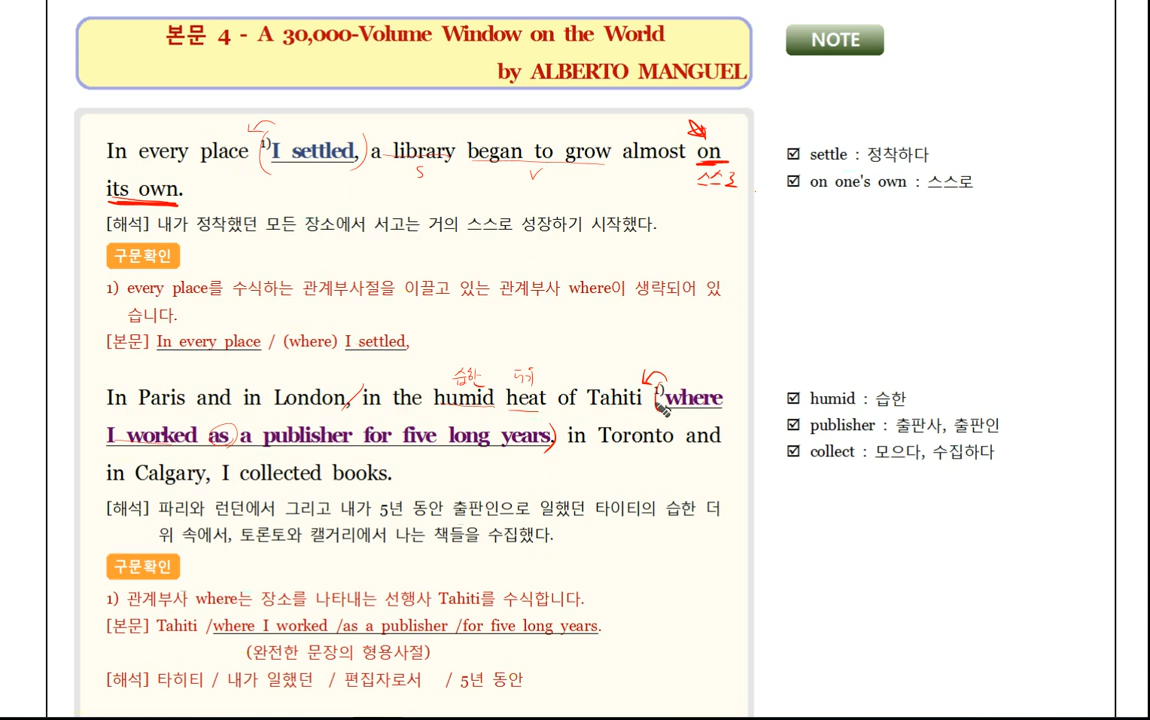 본문 4 - A 30,000-Volume Window on the World
by ALBERTO MANGUEL
NOTE
In every place 1)I settled, a library began to grow almost on
S V 스스로
its own.
settle : 정착하다
on one's own : 스스로
[해석] 내가 정착했던 모든 장소에서 서고는 거의 스스로 성장하기 시작했다.
구문확인
1) every place를 수식하는 관계부사절을 이끌고 있는 관계부사 where이 생략되어 있
습니다.
[본문] In every place / (where) I settled,
습한 더위
In Paris and in London, in the humid heat of Tahiti 1)where
I worked as a publisher for five long years, in Toronto and
in Calgary, I collected books.
humid : 습한
publisher : 출판사, 출판인
collect : 모으다, 수집하다
[해석] 파리와 런던에서 그리고 내가 5년 동안 출판인으로 일했던 타이티의 습한 더
위 속에서, 토론토와 캘거리에서 나는 책들을 수집했다.
구문확인
1) 관계부사 where는 장소를 나타내는 선행사 Tahiti를 수식합니다.
[본문] Tahiti /where I worked /as a publisher /for five long years.
(완전한 문장의 형용사절)
[해석] 타히티 / 내가 일했던 / 편집자로서 / 5년 동안